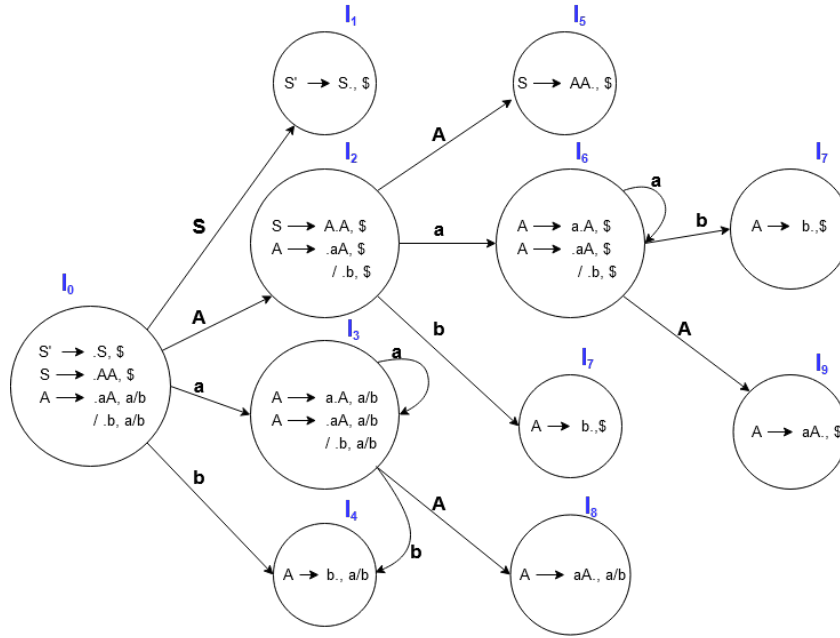 I1
S' → S., $
I5
S → AA., $
S
A
I2
S → A.A, $
A → .aA, $
/ .b, $
a
I6
A → a.A, $
A → .aA, $
/ .b, $
a
b
I7
A → b.,$
I0
S' → .S, $
S → .AA, $
A → .aA, a/b
/ .b, a/b
A
a
b
I3
A → a.A, a/b
A → .aA, a/b
/ .b, a/b
a
b
I7
A → b.,$
A
I9
A → aA., $
I4
A → b., a/b
b
A
I8
A → aA., a/b